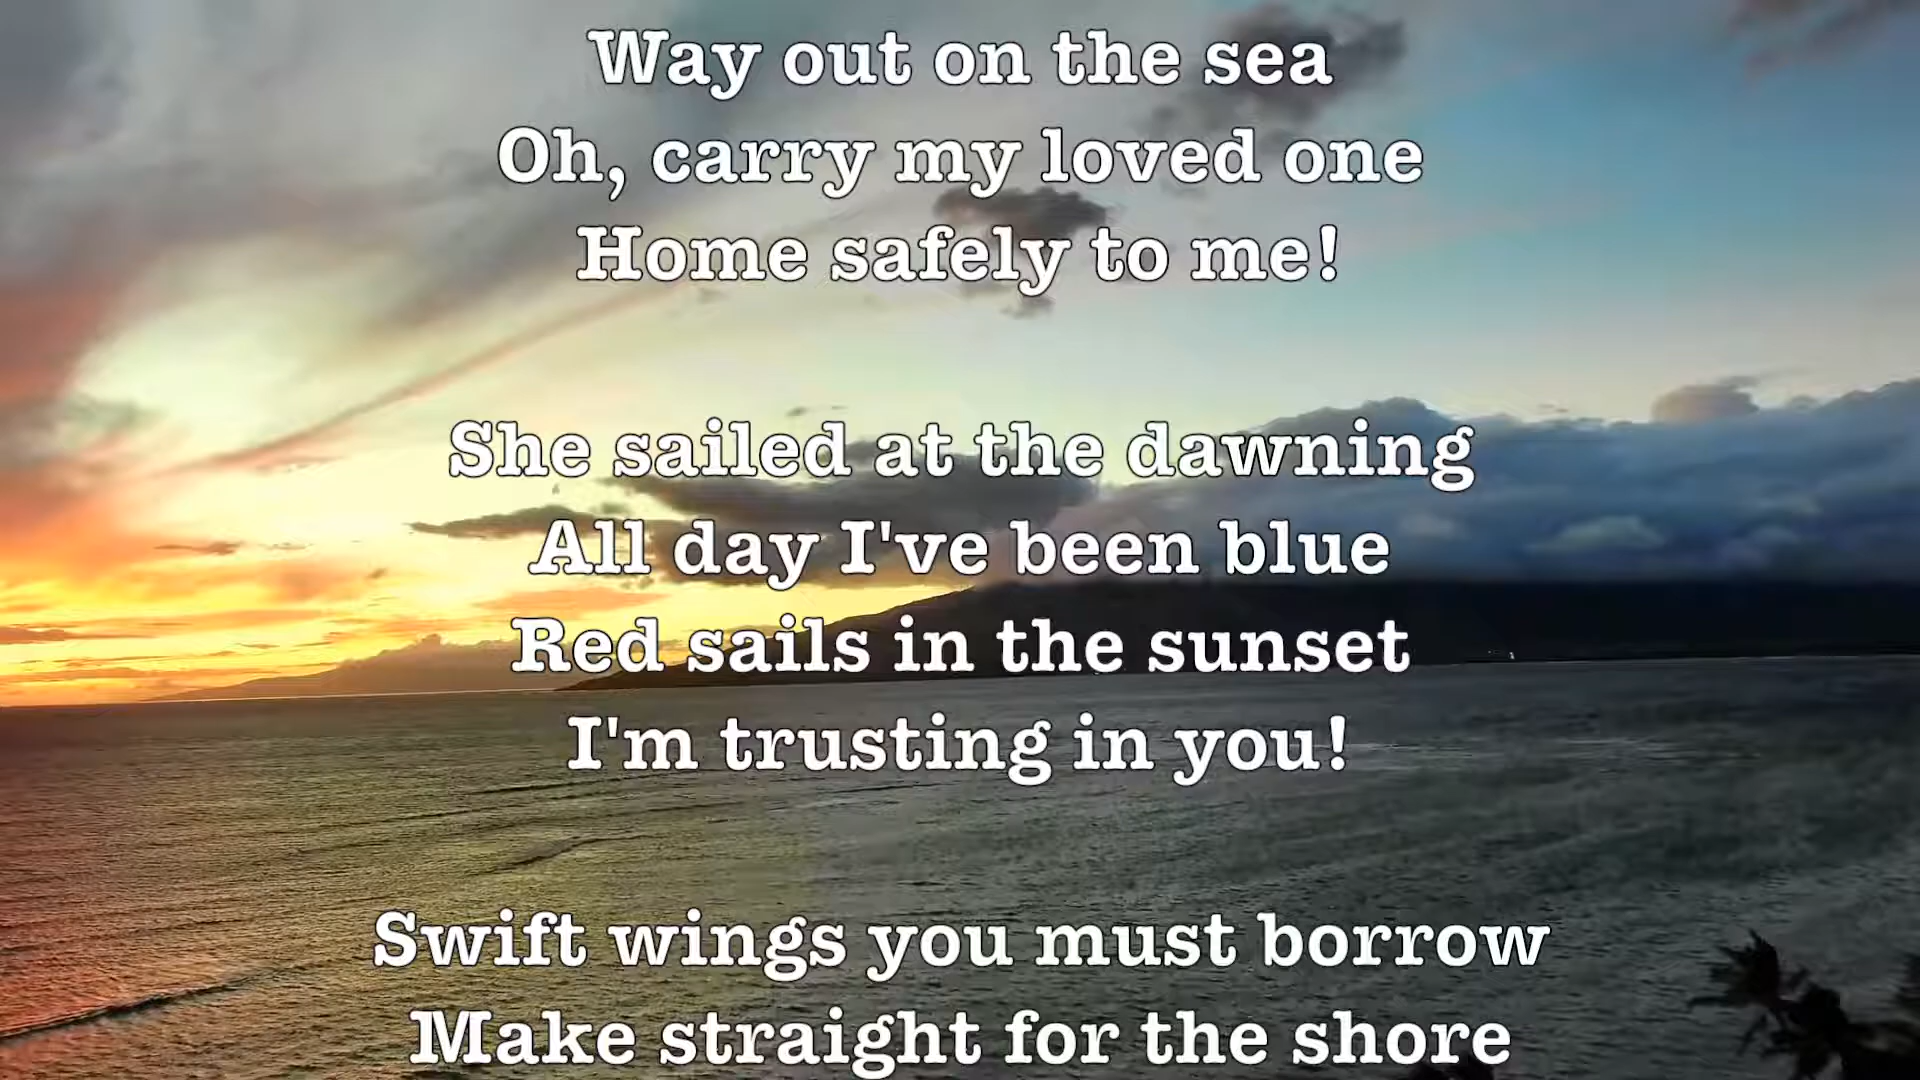 Way out on the sea
Oh, carry my loved one
Home safely to me!
She sailed at the dawning
All day I've been blue
Red sails in the sunset
I'm trusting in you!
Swift wings you must borrow
Make straight for the shore